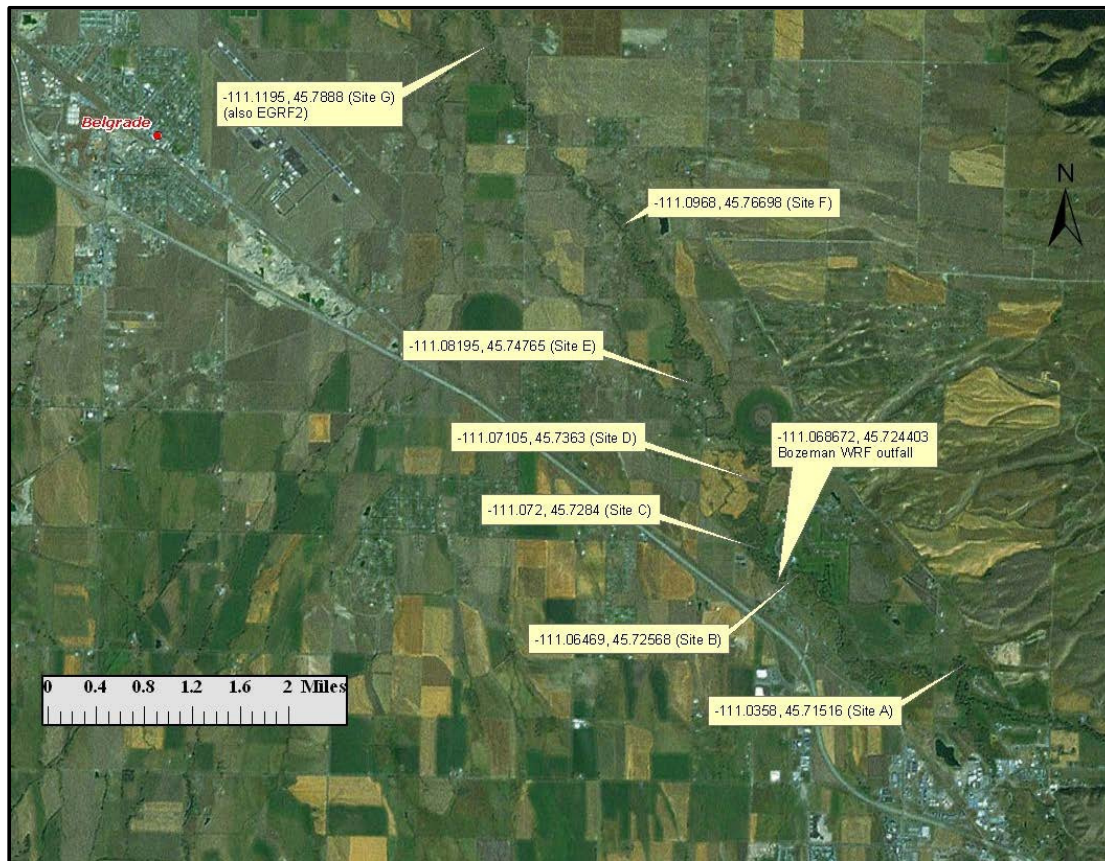 -111.1195, 45.7888 (Site G)
(also EGRF2)
Belgrade
N
-111.0968, 45.76698 (Site F)
-111.08195, 45.74765 (Site E)
-111.07105, 45.7363 (Site D)
-111.068672, 45.724403
Bozeman WRF outfall
-111.072, 45.7284 (Site C)
-111.06469, 45.72568 (Site B)
0 0.4 0.8 1.2 1.6 2 Miles
-111.0358, 45.71516 (Site A)